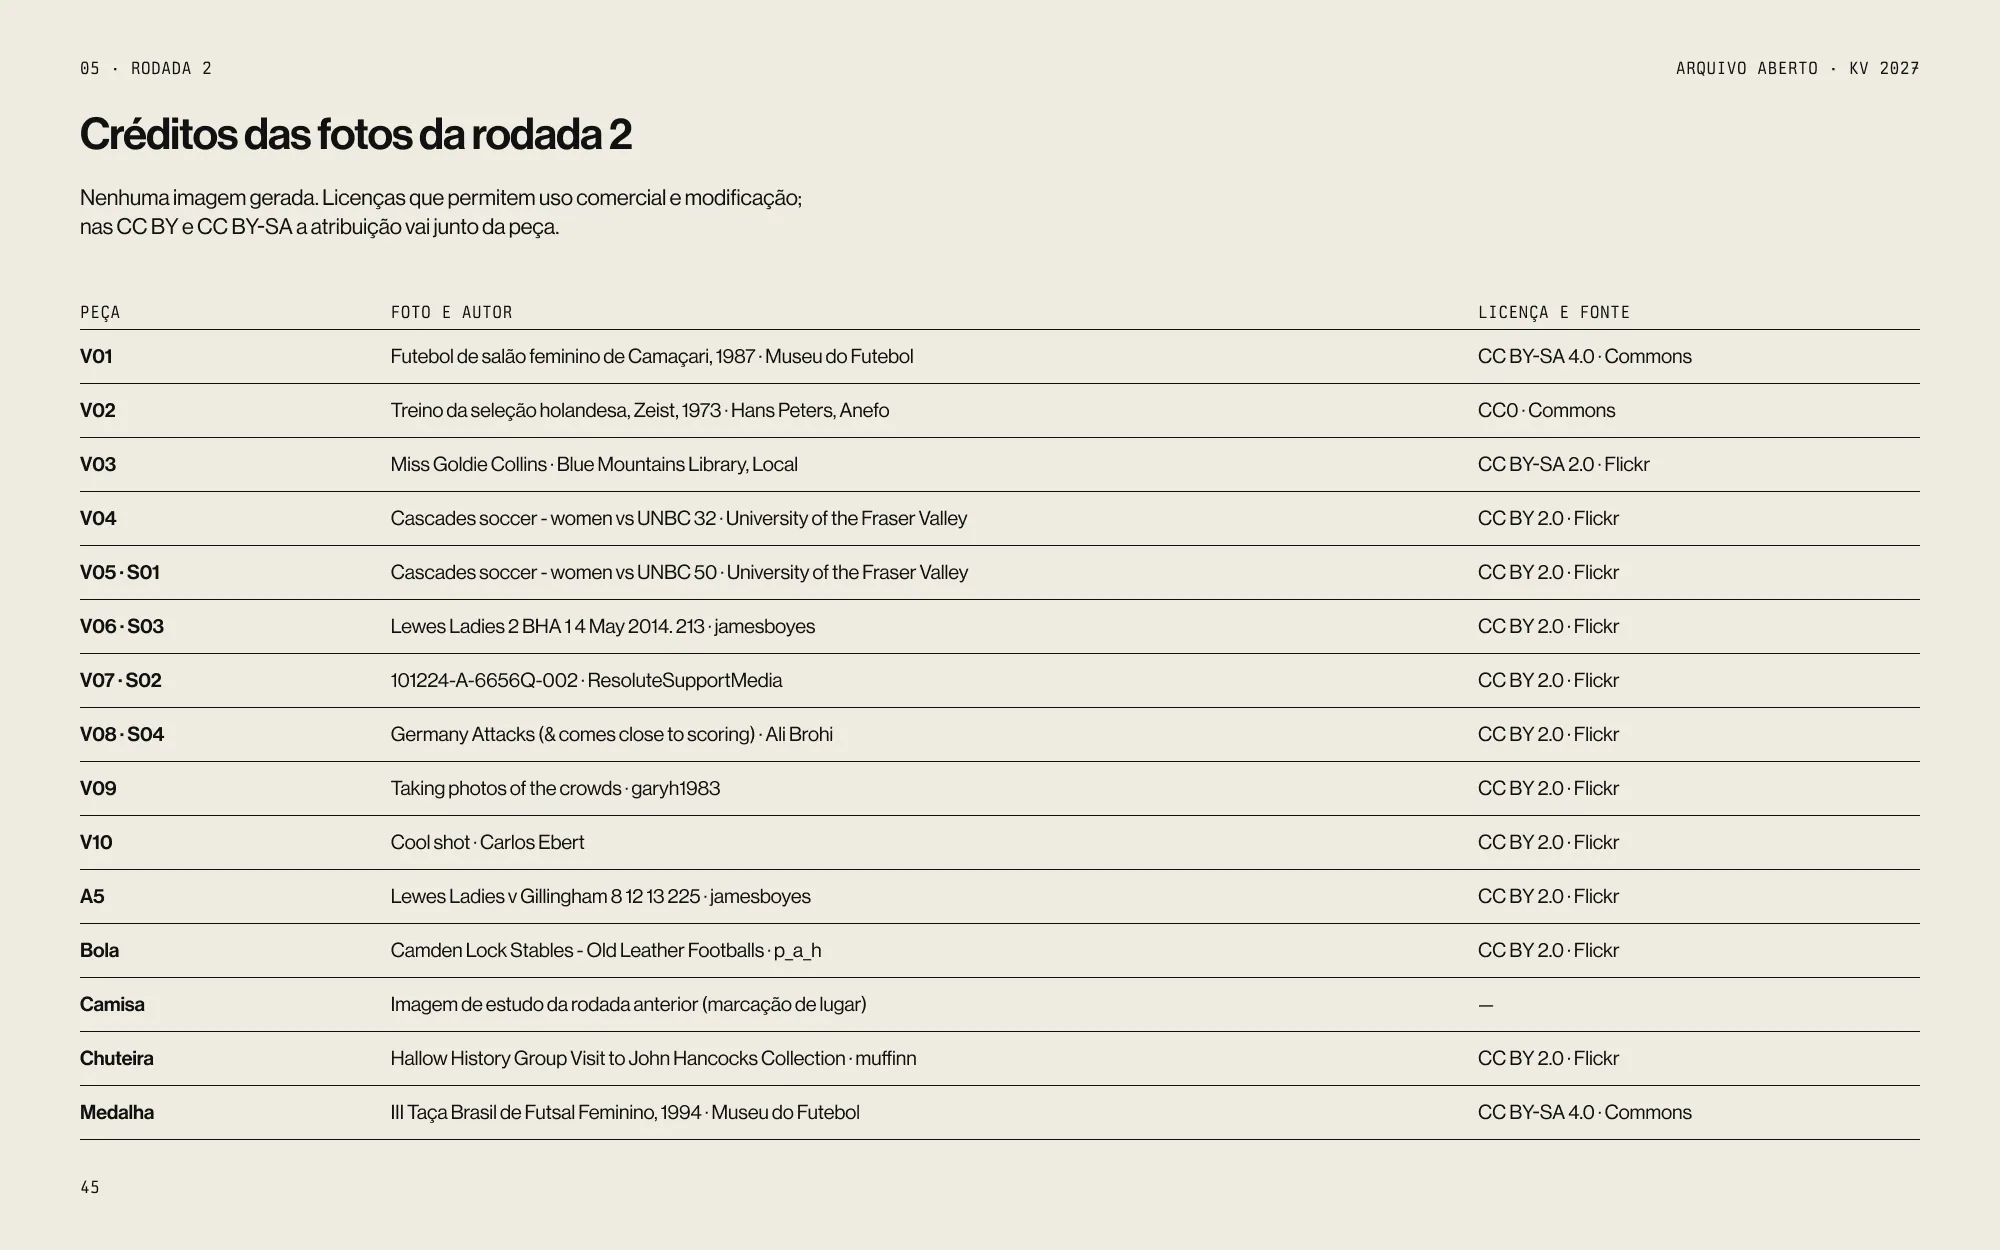 05 · RODADA 2
ARQUIVO ABERTO · KV 2027
Créditos das fotos da rodada 2
Nenhuma imagem gerada. Licenças que permitem uso comercial e modificação;
nas CC BY e CC BY-SA a atribuição vai junto da peça.
PEÇA FOTO E AUTOR LICENÇA E FONTE
V01 Futebol de salão feminino de Camaçari, 1987 · Museu do Futebol CC BY-SA 4.0 · Commons
V02 Treino da seleção holandesa, Zeist, 1973 · Hans Peters, Anefo CC0 · Commons
V03 Miss Goldie Collins · Blue Mountains Library, Local CC BY-SA 2.0 · Flickr
V04 Cascades soccer - women vs UNBC 32 · University of the Fraser Valley CC BY 2.0 · Flickr
V05 · S01 Cascades soccer - women vs UNBC 50 · University of the Fraser Valley CC BY 2.0 · Flickr
V06 · S03 Lewes Ladies 2 BHA 1 4 May 2014. 213 · jamesboyes CC BY 2.0 · Flickr
V07 · S02 101224-A-6656Q-002 · ResoluteSupportMedia CC BY 2.0 · Flickr
V08 · S04 Germany Attacks (& comes close to scoring) · Ali Brohi CC BY 2.0 · Flickr
V09 Taking photos of the crowds · garyh1983 CC BY 2.0 · Flickr
V10 Cool shot · Carlos Ebert CC BY 2.0 · Flickr
A5 Lewes Ladies v Gillingham 8 12 13 225 · jamesboyes CC BY 2.0 · Flickr
Bola Camden Lock Stables - Old Leather Footballs · p_a_h CC BY 2.0 · Flickr
Camisa Imagem de estudo da rodada anterior (marcação de lugar) —
Chuteira Hallow History Group Visit to John Hancocks Collection · muffinn CC BY 2.0 · Flickr
Medalha III Taça Brasil de Futsal Feminino, 1994 · Museu do Futebol CC BY-SA 4.0 · Commons
45